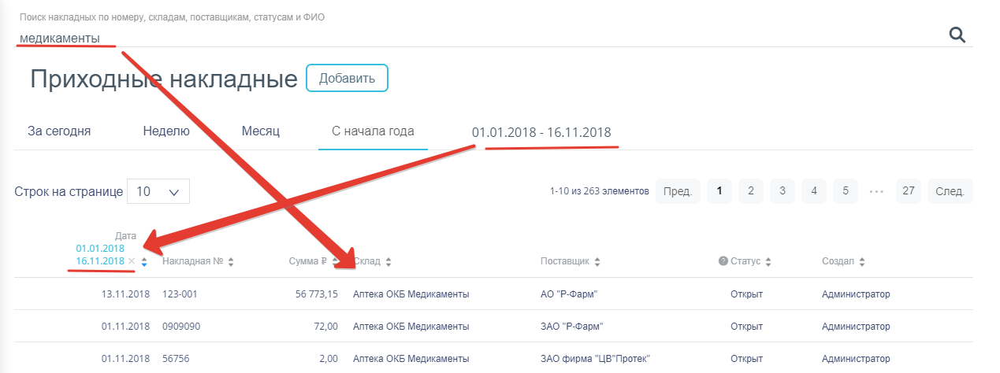 Поиск накладных по номеру, складам, поставщикам, статусам и ФИО
медикаменты
Приходные накладные Добавить
За сегодня Неделю Месяц С начала года 01.01.2018 - 16.11.2018
Строк на странице 10 1-10 из 263 элементов Пред. 1 2 3 4 5 ••• 27 След.
Дата
01.01.2018
16.11.2018 × Накладная № Сумма ₽ Склад Поставщик ? Статус Создал
13.11.2018 123-001 56 773,15 Аптека ОКБ Медикаменты АО "Р-Фарм" Открыт Администратор
01.11.2018 0909090 72,00 Аптека ОКБ Медикаменты ЗАО "Р-Фарм" Открыт Администратор
01.11.2018 56756 2,00 Аптека ОКБ Медикаменты ЗАО фирма "ЦВ"Протек" Открыт Администратор